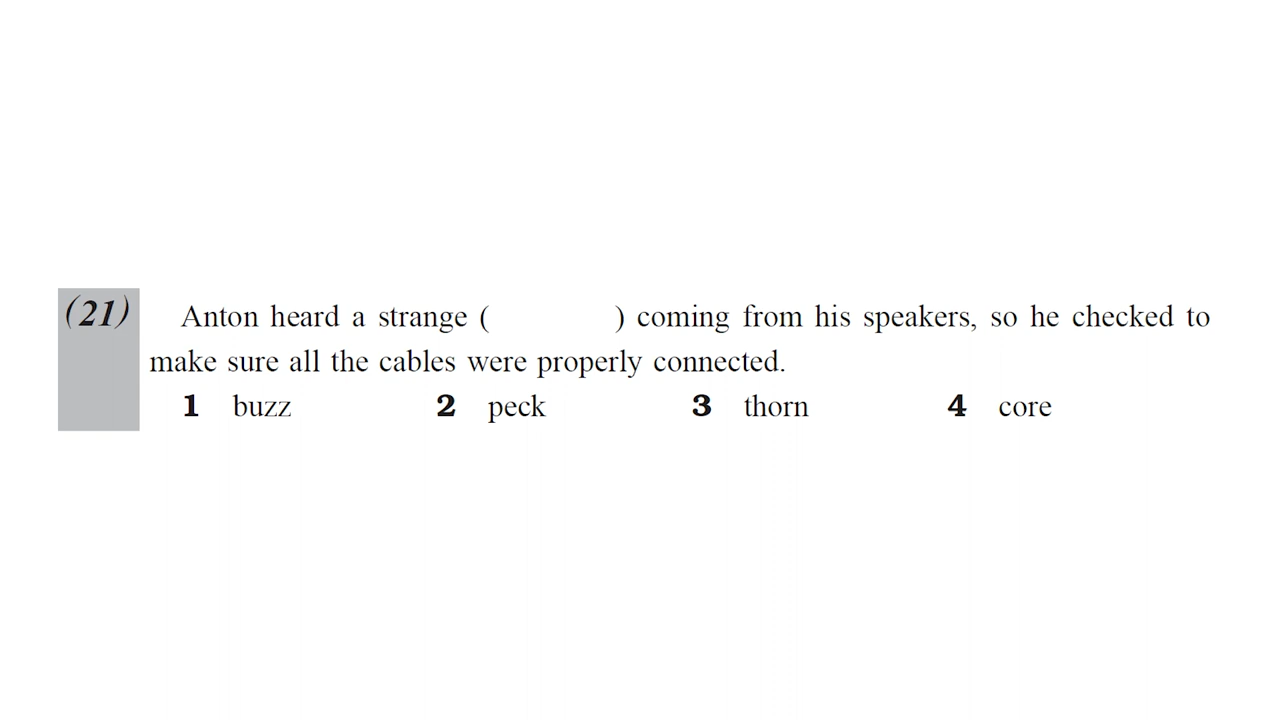 (21) Anton heard a strange ( ) coming from his speakers, so he checked to
make sure all the cables were properly connected.
1 buzz 2 peck 3 thorn 4 core